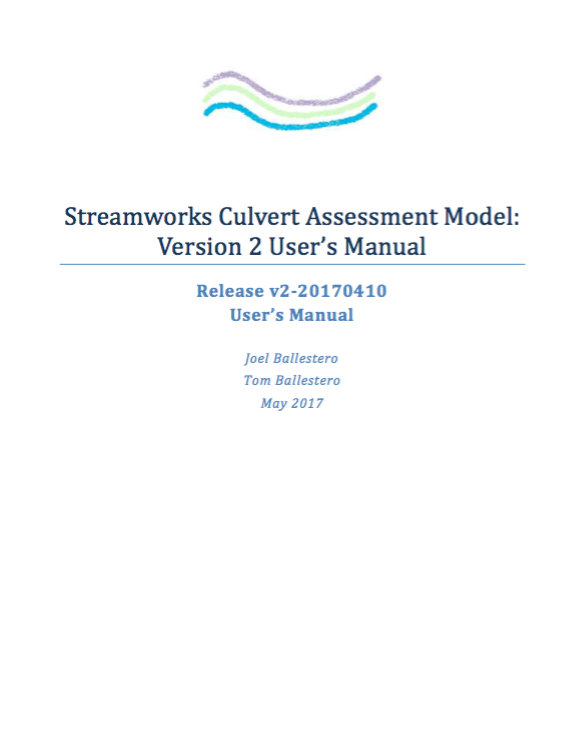 Streamworks Culvert Assessment Model:
Version 2 User’s Manual
Release v2-20170410
User’s Manual
Joel Ballestero
Tom Ballestero
May 2017